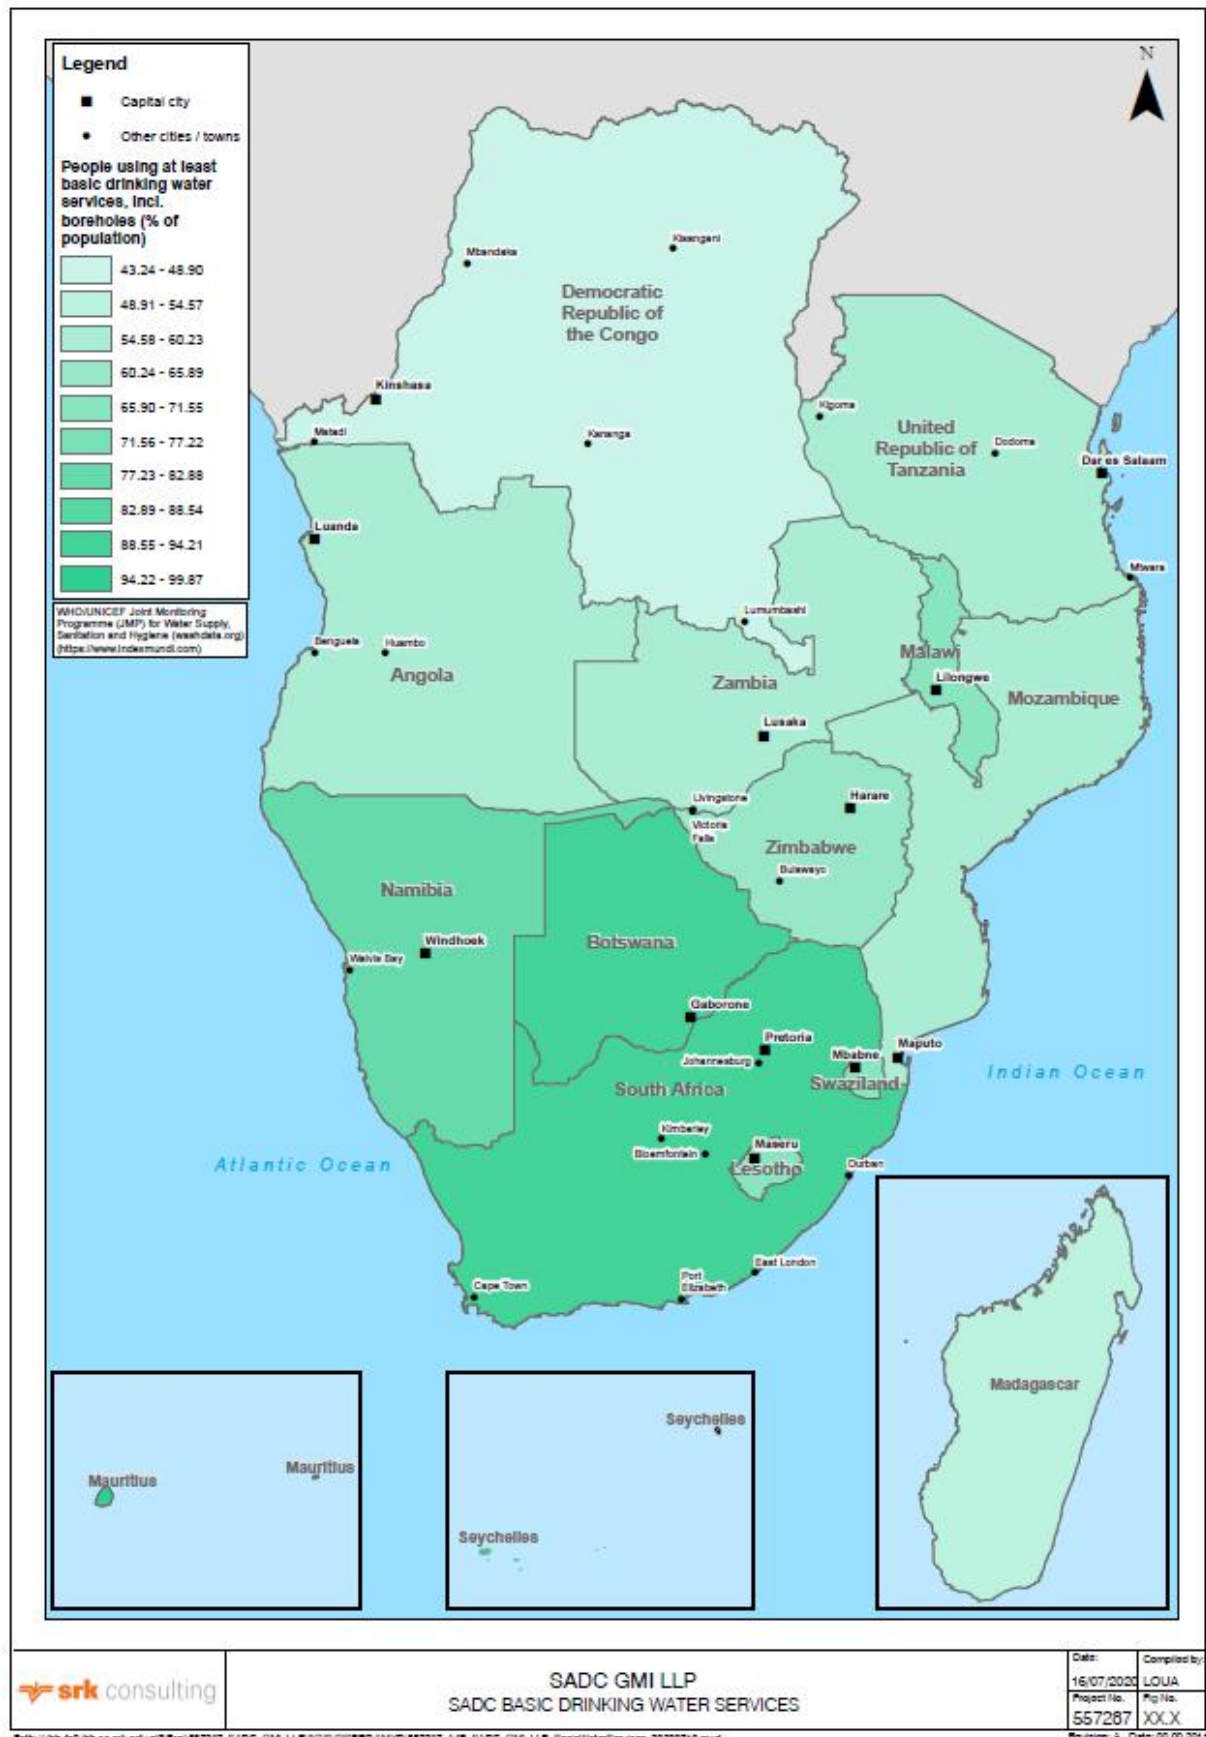 N
Legend
Capital city
Other cities / towns
People using at least
basic drinking water
services, incl.
boreholes (% of
population)
43.24 - 48.90
48.91 - 54.57
54.58 - 60.23
60.24 - 65.89
65.90 - 71.55
71.56 - 77.22
77.23 - 82.88
82.89 - 88.54
88.55 - 94.21
94.22 - 99.87
WHO/UNICEF Joint Monitoring
Programme (JMP) for Water Supply,
Sanitation and Hygiene (washdata.org)
(https://www.indexmundi.com)
Mbandaka
Kisangani
Democratic
Republic of
the Congo
Kinshasa
Matadi
Kananga
Kigoma
United
Republic of
Tanzania
Dodoma
Dar es Salaam
Mtwara
Luanda
Benguela
Huambo
Angola
Lumumbashi
Zambia
Lusaka
Malawi
Lilongwe
Mozambique
Livingstone
Victoria
Falls
Harare
Zimbabwe
Bulawayo
Namibia
Windhoek
Walvis Bay
Botswana
Gaborone
Pretoria
Johannesburg
Mbabne
Maputo
Swaziland
South Africa
Kimberley
Bloemfontein
Maseru
Lesotho
Durban
East London
Port
Elizabeth
Cape Town
Atlantic Ocean
Indian Ocean
Madagascar
Mauritius
Mauritius
Seychelles
Seychelles
srk consulting
SADC GMI LLP
SADC BASIC DRINKING WATER SERVICES
Date:
16/07/2020
Compiled by:
LOUA
Project No.
557287
Fig No.
XX.X